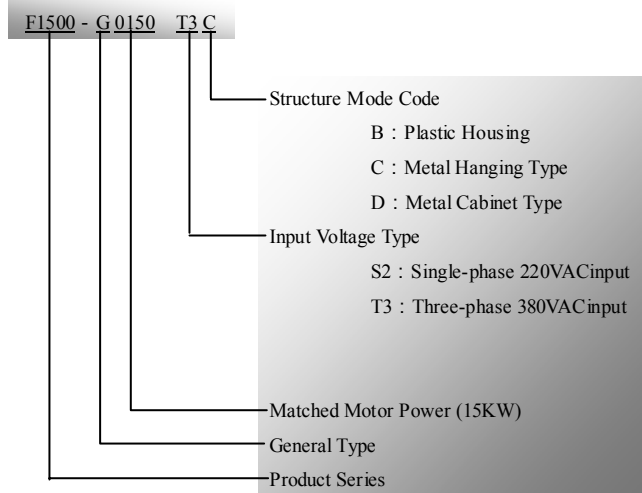 F1500 - G 0150 T3 C
Structure Mode Code
B：Plastic Housing
C：Metal Hanging Type
D：Metal Cabinet Type
Input Voltage Type
S2：Single-phase 220VACinput
T3：Three-phase 380VACinput
Matched Motor Power (15KW)
General Type
Product Series